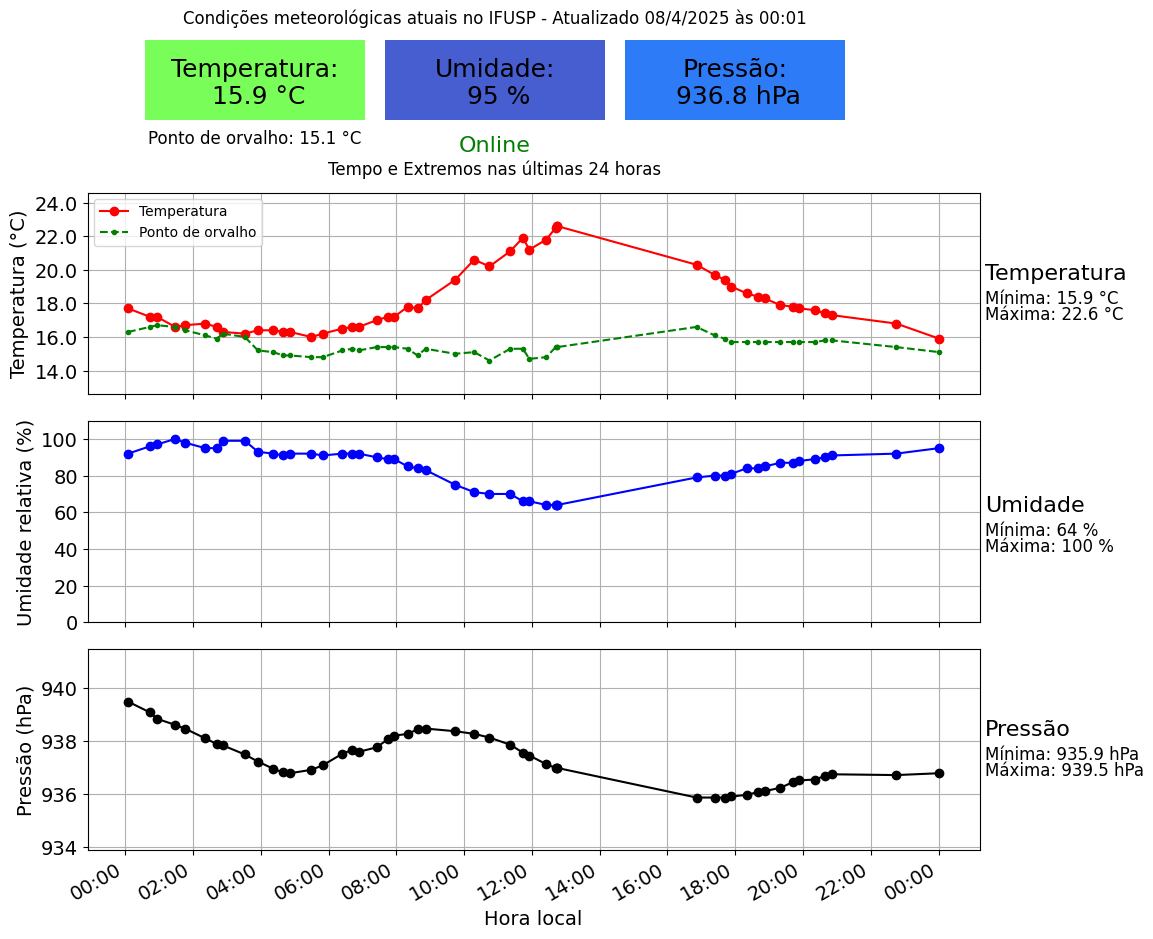 Condições meteorológicas atuais no IFUSP - Atualizado 08/4/2025 às 00:01
Temperatura:
15.9 °C
Umidade:
95 %
Pressão:
936.8 hPa
Ponto de orvalho: 15.1 °C
Online
Tempo e Extremos nas últimas 24 horas
Temperatura (°C)
24.0
22.0
20.0
18.0
16.0
14.0
Temperatura
Ponto de orvalho
Temperatura
Mínima: 15.9 °C
Máxima: 22.6 °C
Umidade relativa (%)
100
80
60
40
20
0
Umidade
Mínima: 64 %
Máxima: 100 %
Pressão (hPa)
940
938
936
934
Pressão
Mínima: 935.9 hPa
Máxima: 939.5 hPa
00:00
02:00
04:00
06:00
08:00
10:00
12:00
14:00
16:00
18:00
20:00
22:00
00:00
Hora local